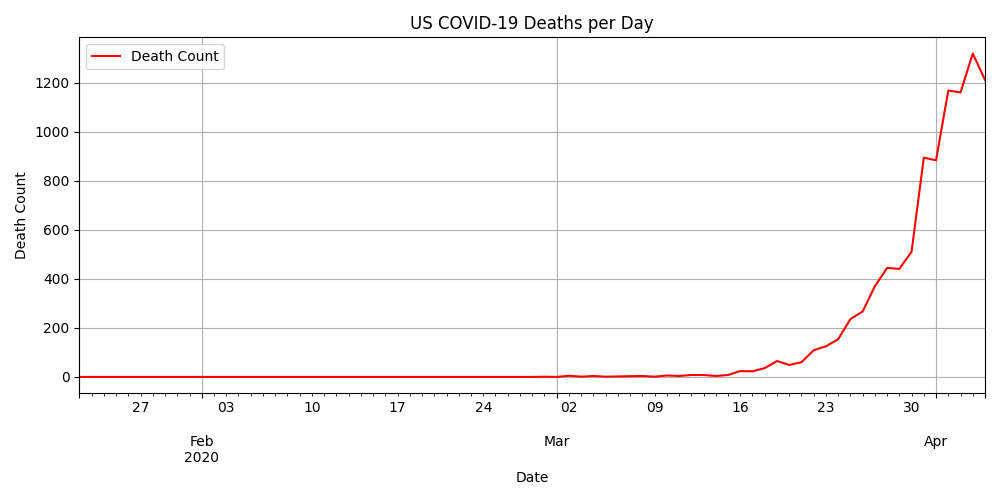 US COVID-19 Deaths per Day
Death Count
Death Count
1200
1000
800
600
400
200
0
27 03 10 17 24 02 09 16 23 30
Feb Mar Apr
2020
Date